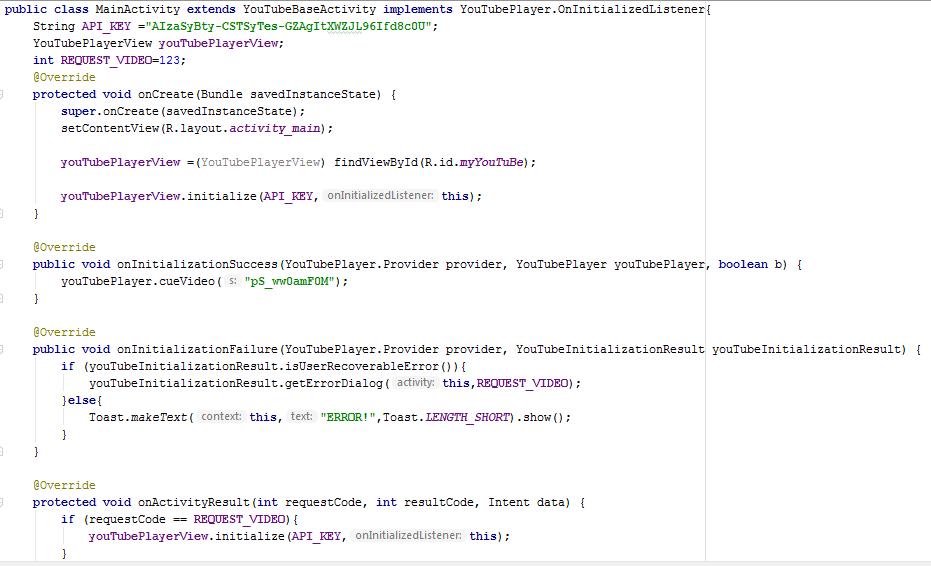 public class MainActivity extends YouTubeBaseActivity implements YouTubePlayer.OnInitializedListener{
String API_KEY ="AIzaSyBty-CSTSyTes-GZAgItXWZJL96Ifd8c0U";
YouTubePlayerView youTubePlayerView;
int REQUEST_VIDEO=123;
@Override
protected void onCreate(Bundle savedInstanceState) {
super.onCreate(savedInstanceState);
setContentView(R.layout.activity_main);
youTubePlayerView =(YouTubePlayerView) findViewById(R.id.myYouTuBe);
youTubePlayerView.initialize(API_KEY, onInitializedListener: this);
}
@Override
public void onInitializationSuccess(YouTubePlayer.Provider provider, YouTubePlayer youTubePlayer, boolean b) {
youTubePlayer.cueVideo( s: "pS_ww0amF0M");
}
@Override
public void onInitializationFailure(YouTubePlayer.Provider provider, YouTubeInitializationResult youTubeInitializationResult) {
if (youTubeInitializationResult.isUserRecoverableError()){
youTubeInitializationResult.getErrorDialog( activity: this,REQUEST_VIDEO);
}else{
Toast.makeText( context: this, text: "ERROR!",Toast.LENGTH_SHORT).show();
}
}
@Override
protected void onActivityResult(int requestCode, int resultCode, Intent data) {
if (requestCode == REQUEST_VIDEO){
youTubePlayerView.initialize(API_KEY, onInitializedListener: this);
}